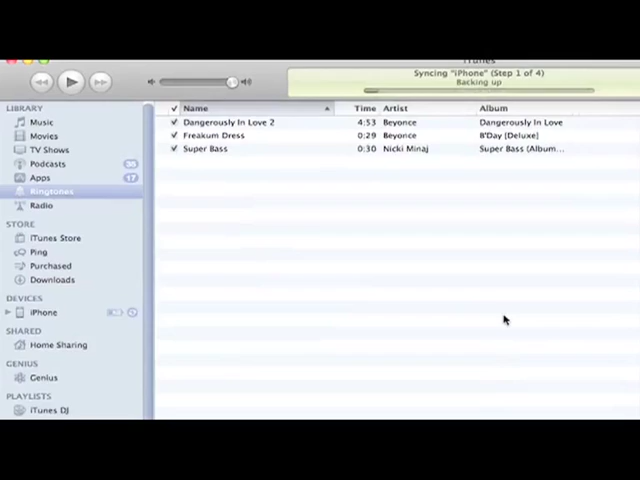 iTunes
Syncing "iPhone" (Step 1 of 4)
Backing up
LIBRARY
Music
Movies
TV Shows
Podcasts
Apps 17
Ringtones
Radio
STORE
iTunes Store
Ping
Purchased
Downloads
DEVICES
iPhone
SHARED
Home Sharing
GENIUS
Genius
PLAYLISTS
iTunes DJ
Name Time Artist Album
Dangerously In Love 2 4:53 Beyonce Dangerously In Love
Freakum Dress 0:29 Beyonce B'Day [Deluxe]
Super Bass 0:30 Nicki Minaj Super Bass (Album...